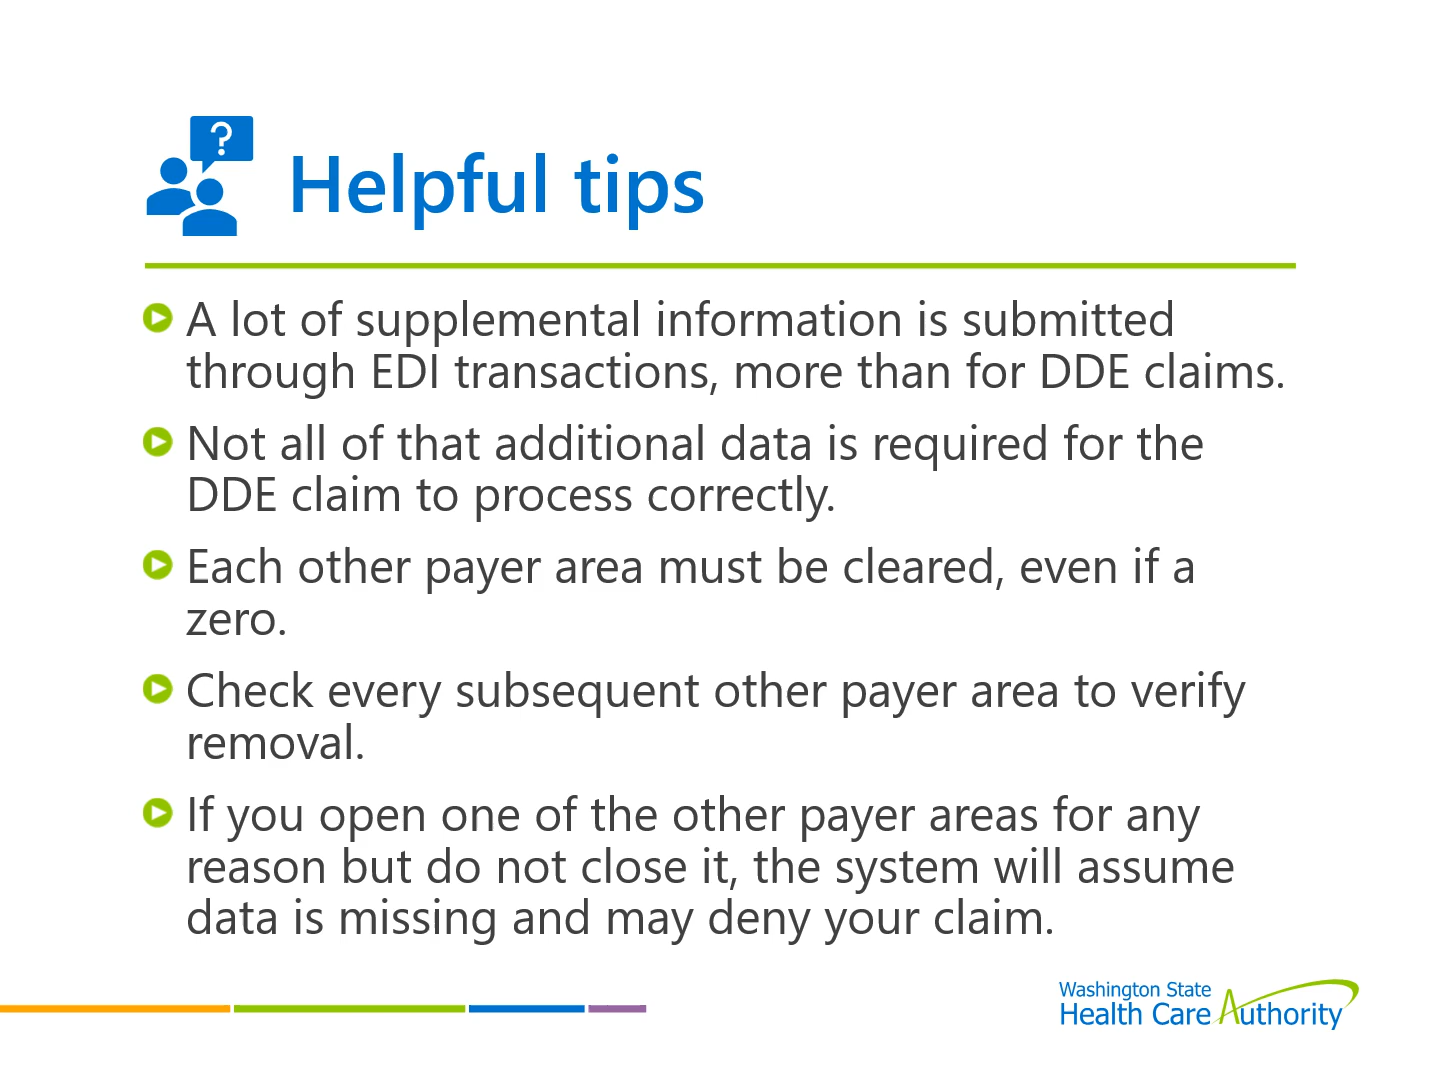 ?
Helpful tips
A lot of supplemental information is submitted
through EDI transactions, more than for DDE claims.
Not all of that additional data is required for the
DDE claim to process correctly.
Each other payer area must be cleared, even if a
zero.
Check every subsequent other payer area to verify
removal.
If you open one of the other payer areas for any
reason but do not close it, the system will assume
data is missing and may deny your claim.
Washington State
Health Care Authority